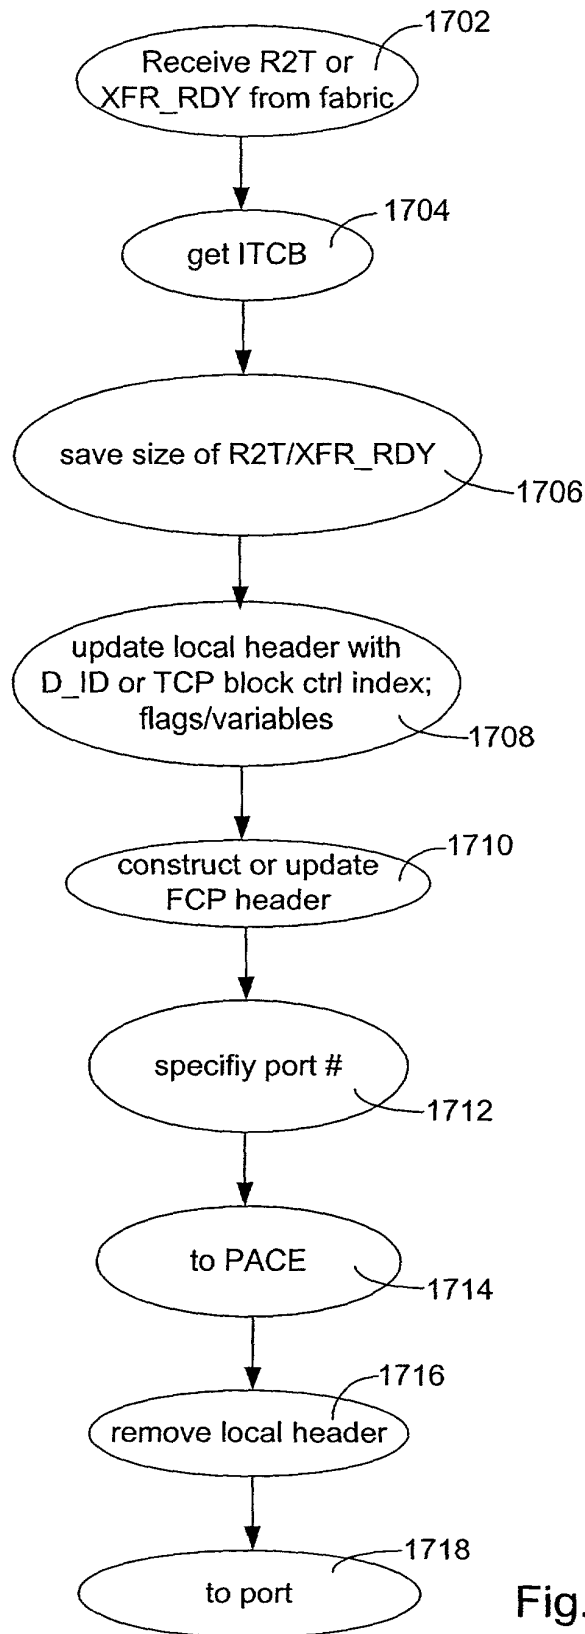 1702
Receive R2T or
XFR_RDY from fabric
1704
get ITCB
save size of R2T/XFR_RDY
1706
update local header with
D_ID or TCP block ctrl index;
flags/variables
1708
1710
construct or update
FCP header
specifiy port #
1712
to PACE
1714
1716
remove local header
1718
to port
Fig.